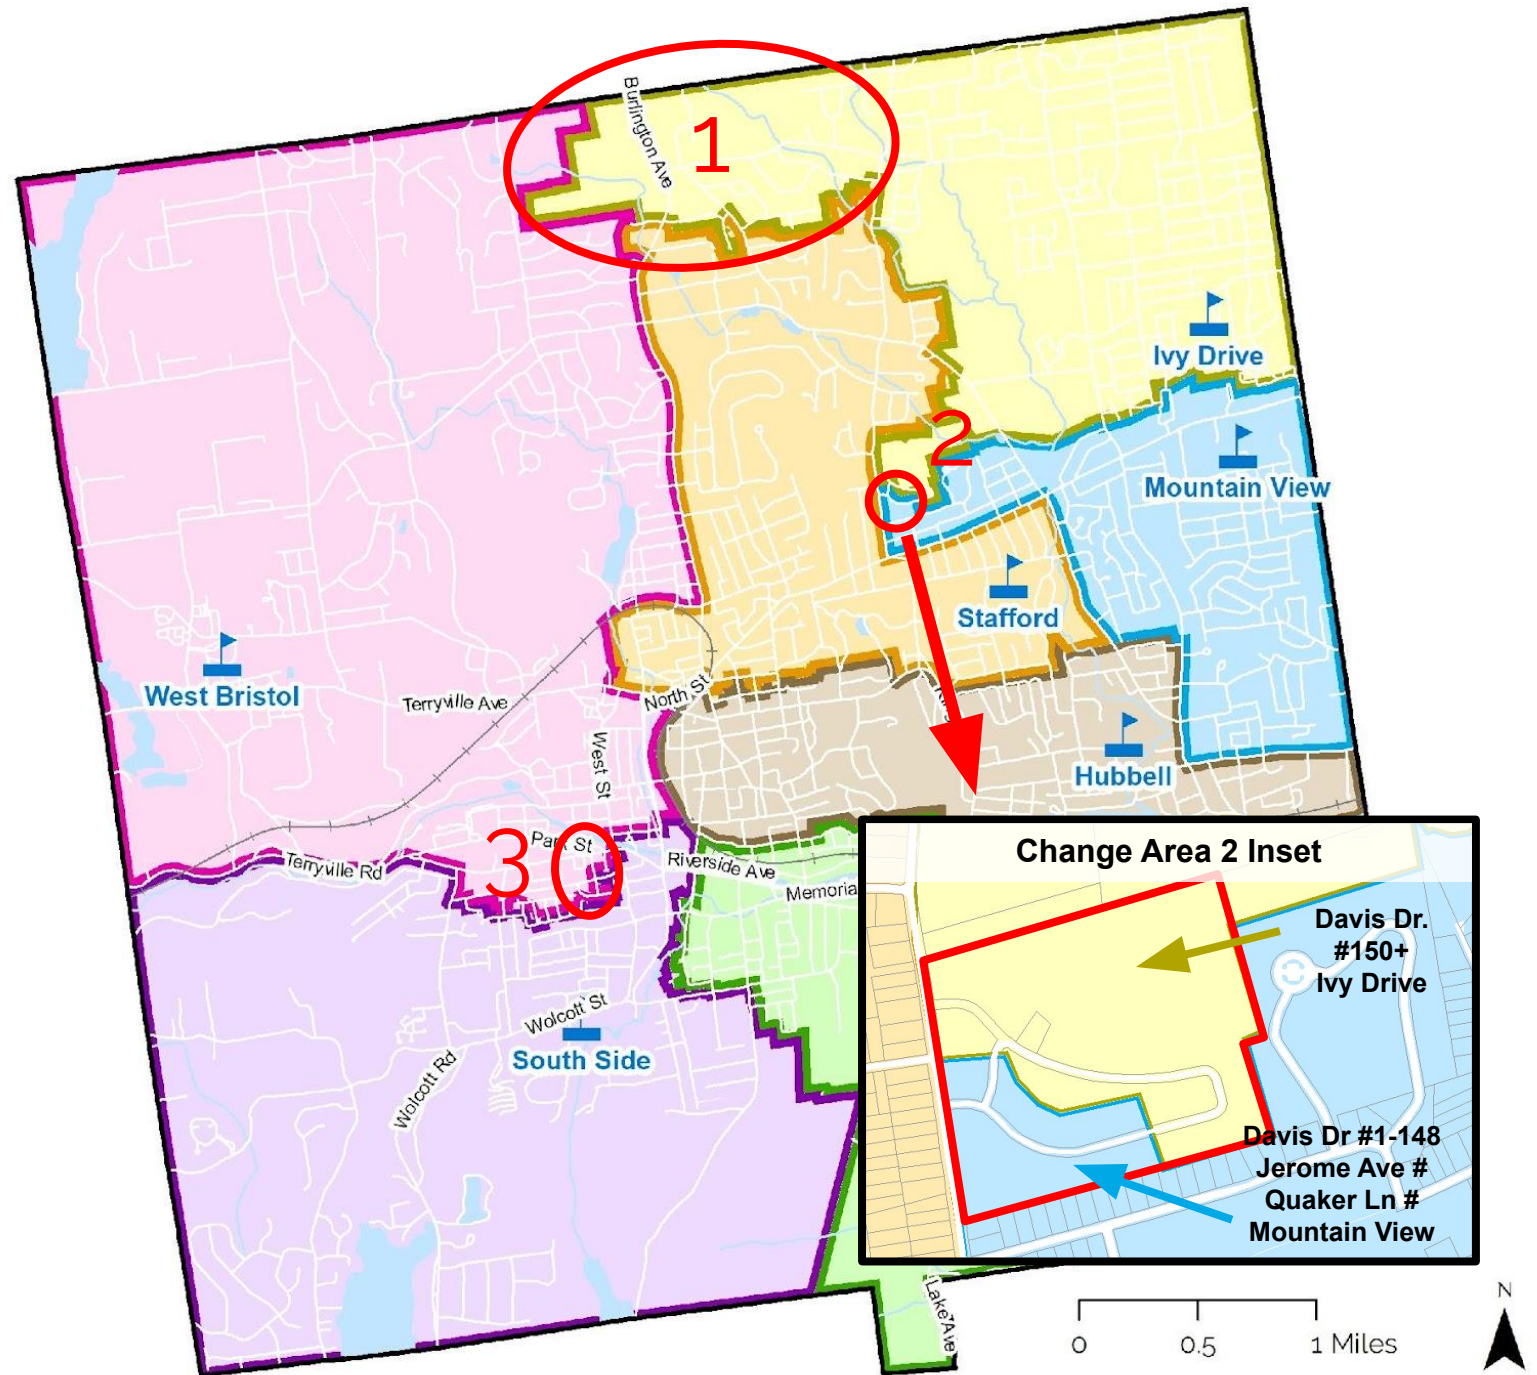 Burlington Ave
1
Ivy Drive
2
Mountain View
Stafford
West Bristol
Terryville Ave
North St
West St
Hubbell
3
Park St
Terryville Rd
Riverside Ave
Memoria
Wolcott St
South Side
Wolcott Rd
Lake Ave
Change Area 2 Inset
Davis Dr.
#150+
Ivy Drive
Davis Dr #1-148
Jerome Ave #
Quaker Ln #
Mountain View
0 0.5 1 Miles
N